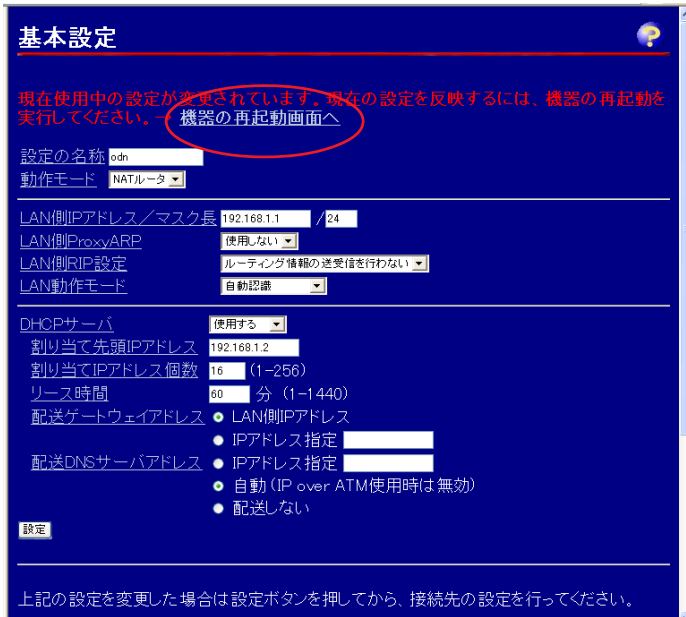 基本設定
現在使用中の設定が変更されています。現在の設定を反映するには、機器の再起動を
実行してください。→ 機器の再起動画面へ
設定の名称 odn
動作モード NATルータ
LAN側IPアドレス／マスク長 192.168.1.1 /24
LAN側ProxyARP 使用しない
LAN側RIP設定 ルーティング情報の送受信を行わない
LAN動作モード 自動認識
DHCPサーバ 使用する
割り当て先頭IPアドレス 192.168.1.2
割り当てIPアドレス個数 16 (1-256)
リース時間 60 分 (1-1440)
配送ゲートウェイアドレス LAN側IPアドレス
IPアドレス指定
配送DNSサーバアドレス IPアドレス指定
自動(IP over ATM使用時は無効)
配送しない
設定
上記の設定を変更した場合は設定ボタンを押してから、接続先の設定を行ってください。